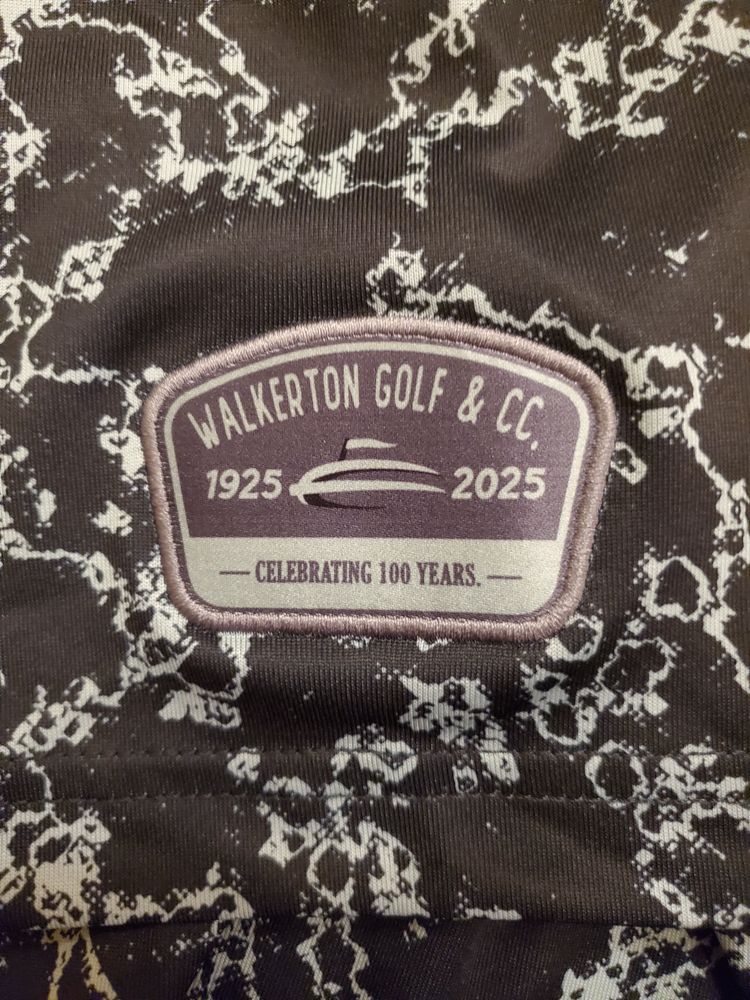 WALKERTON GOLF & CC.
1925 2025
— CELEBRATING 100 YEARS. —